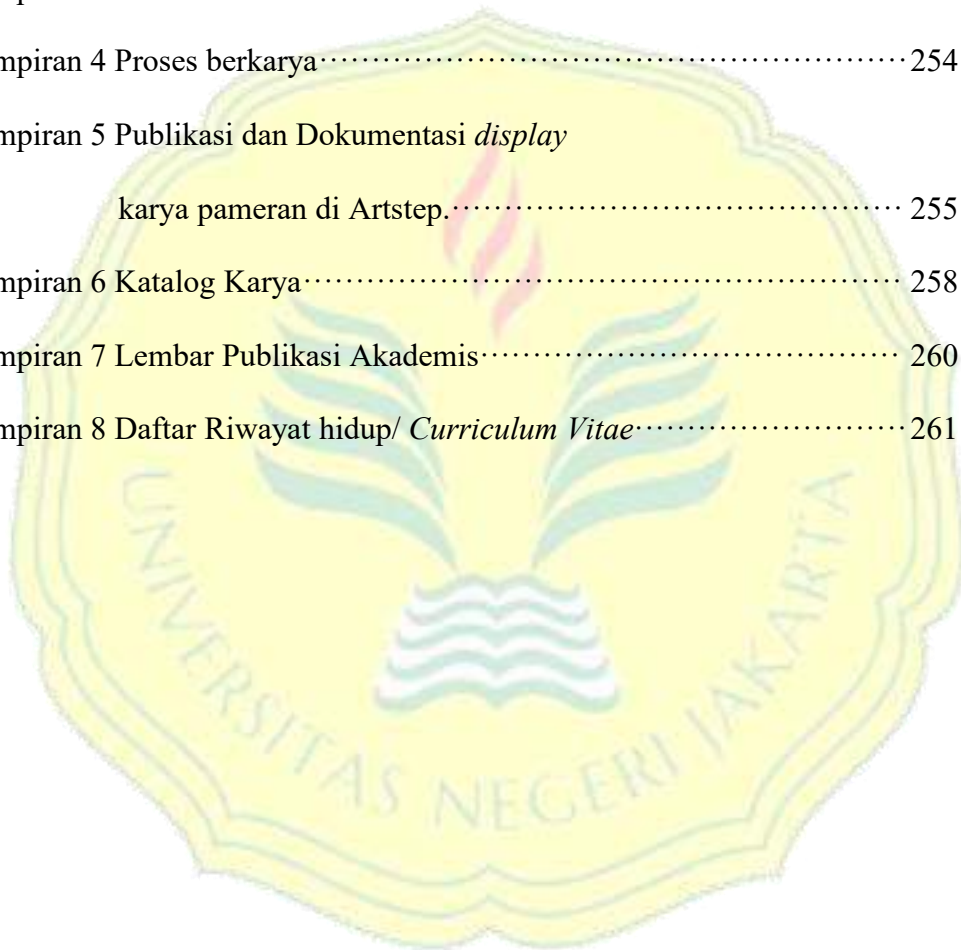 mpiran 4 Proses berkarya⋯⋯⋯⋯⋯⋯⋯⋯⋯⋯⋯⋯⋯⋯⋯⋯⋯⋯⋯254
mpiran 5 Publikasi dan Dokumentasi display
karya pameran di Artstep.⋯⋯⋯⋯⋯⋯⋯⋯⋯⋯⋯⋯⋯⋯⋯ 255
mpiran 6 Katalog Karya⋯⋯⋯⋯⋯⋯⋯⋯⋯⋯⋯⋯⋯⋯⋯⋯⋯⋯⋯⋯ 258
mpiran 7 Lembar Publikasi Akademis⋯⋯⋯⋯⋯⋯⋯⋯⋯⋯⋯⋯⋯⋯ 260
mpiran 8 Daftar Riwayat hidup/ Curriculum Vitae⋯⋯⋯⋯⋯⋯⋯⋯⋯261
UNIVERSITAS NEGERI JAKARTA